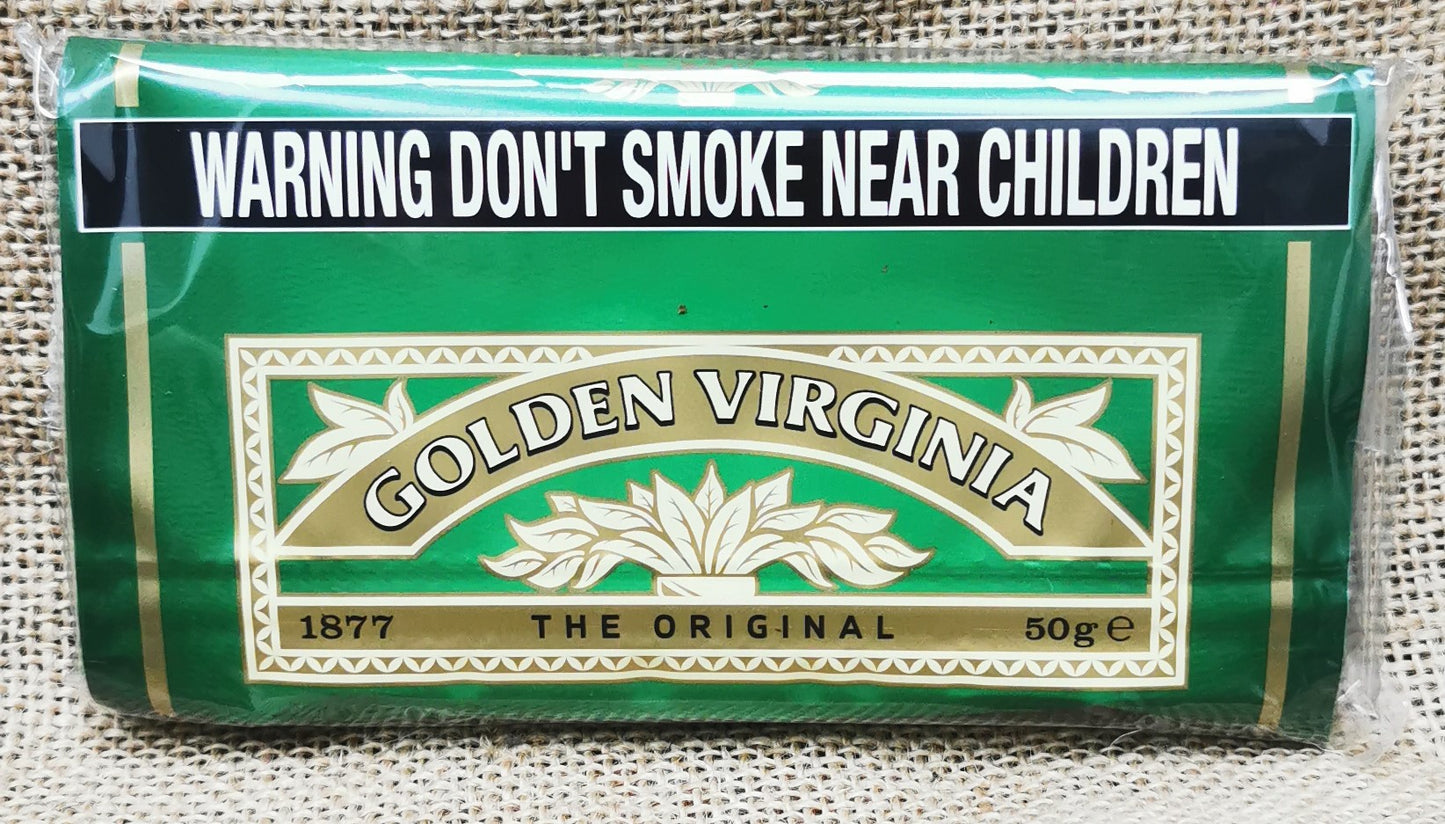 WARNING DON'T SMOKE NEAR CHILDREN
GOLDEN VIRGINIA
1877 THE ORIGINAL 50g ℮